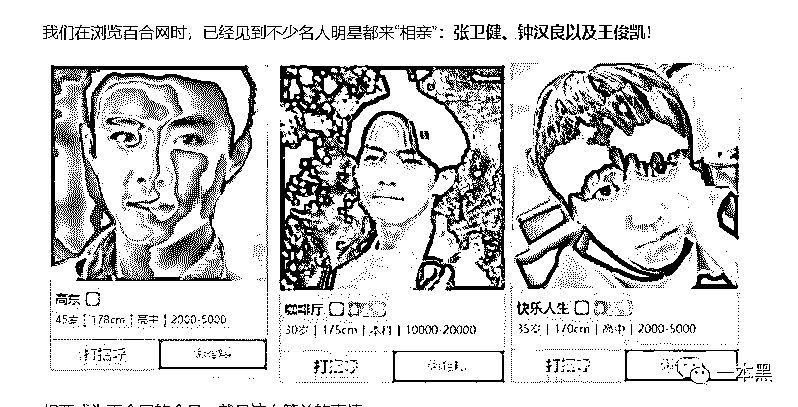 我们在浏览百合网时，已经见到不少名人明星都来“相亲”：张卫健、钟汉良以及王俊凯！
高东
45岁 | 178cm | 高中 | 2000-5000
打招呼
咖啡厅
30岁 | 175cm | 本科 | 10000-20000
打招呼
快乐人生
35岁 | 170cm | 高中 | 2000-5000
打招呼
一本黑